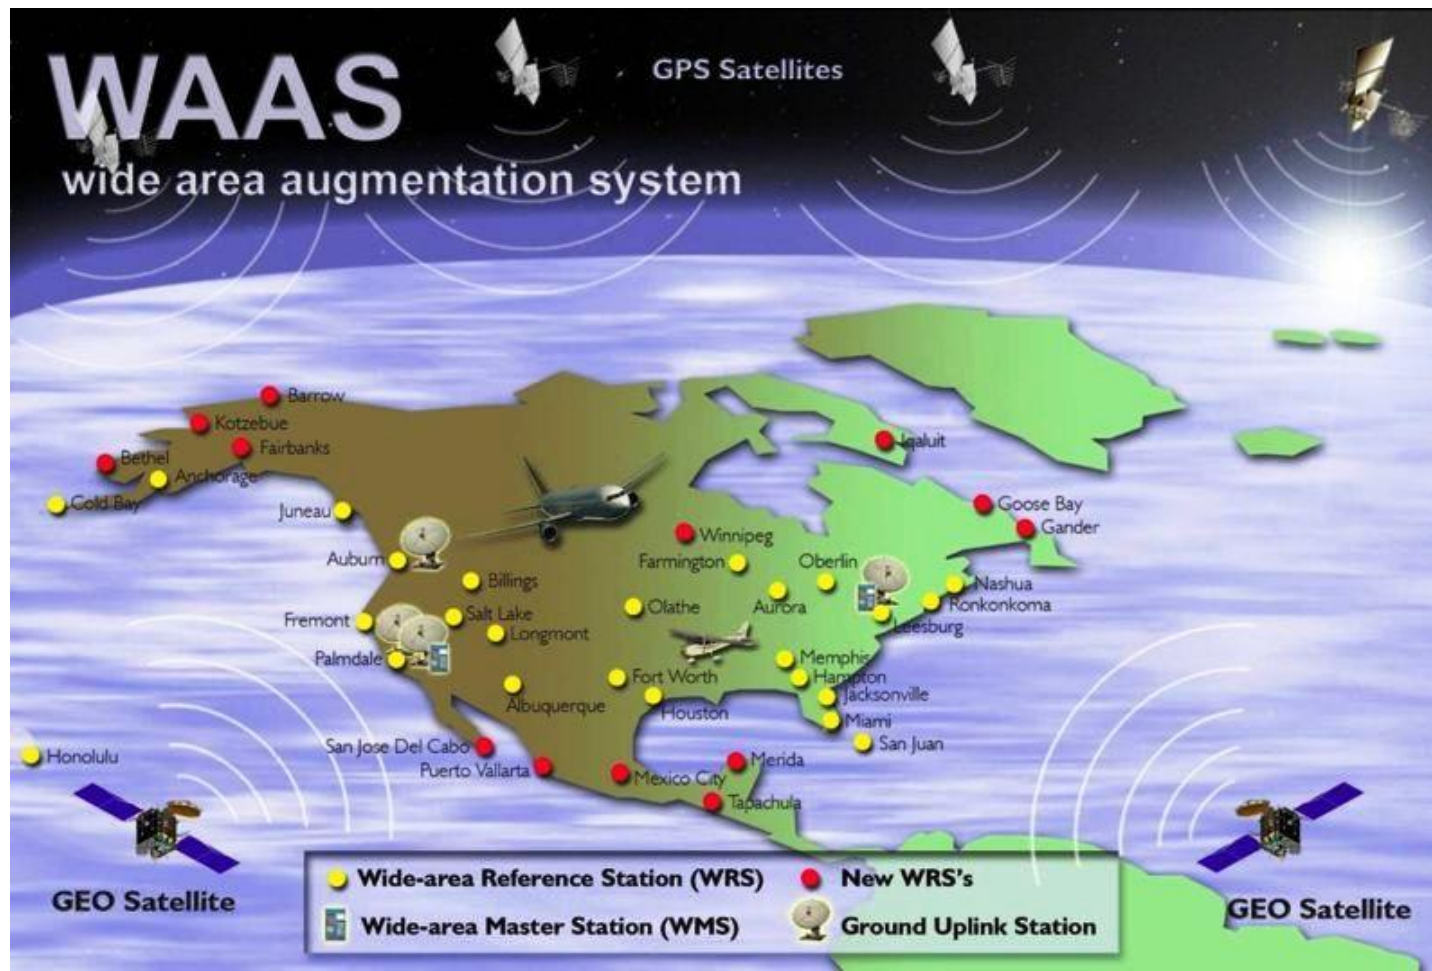 WAAS
GPS Satellites
wide area augmentation system
Barrow
Kotzebue
Fairbanks
Bethel
Anchorage
Cold Bay
Juneau
Iqaluit
Goose Bay
Gander
Winnipeg
Auburn
Farmington
Oberlin
Billings
Nashua
Aurora
Ronkonkoma
Olathe
Fremont
Salt Lake
Leesburg
Longmont
Palmdale
Memphis
Fort Worth
Hampton
Jacksonville
Albuquerque
Houston
Miami
San Jose Del Cabo
San Juan
Honolulu
Merida
Puerto Vallarta
Mexico City
Tapachula
GEO Satellite
GEO Satellite
Wide-area Reference Station (WRS)
New WRS's
Wide-area Master Station (WMS)
Ground Uplink Station